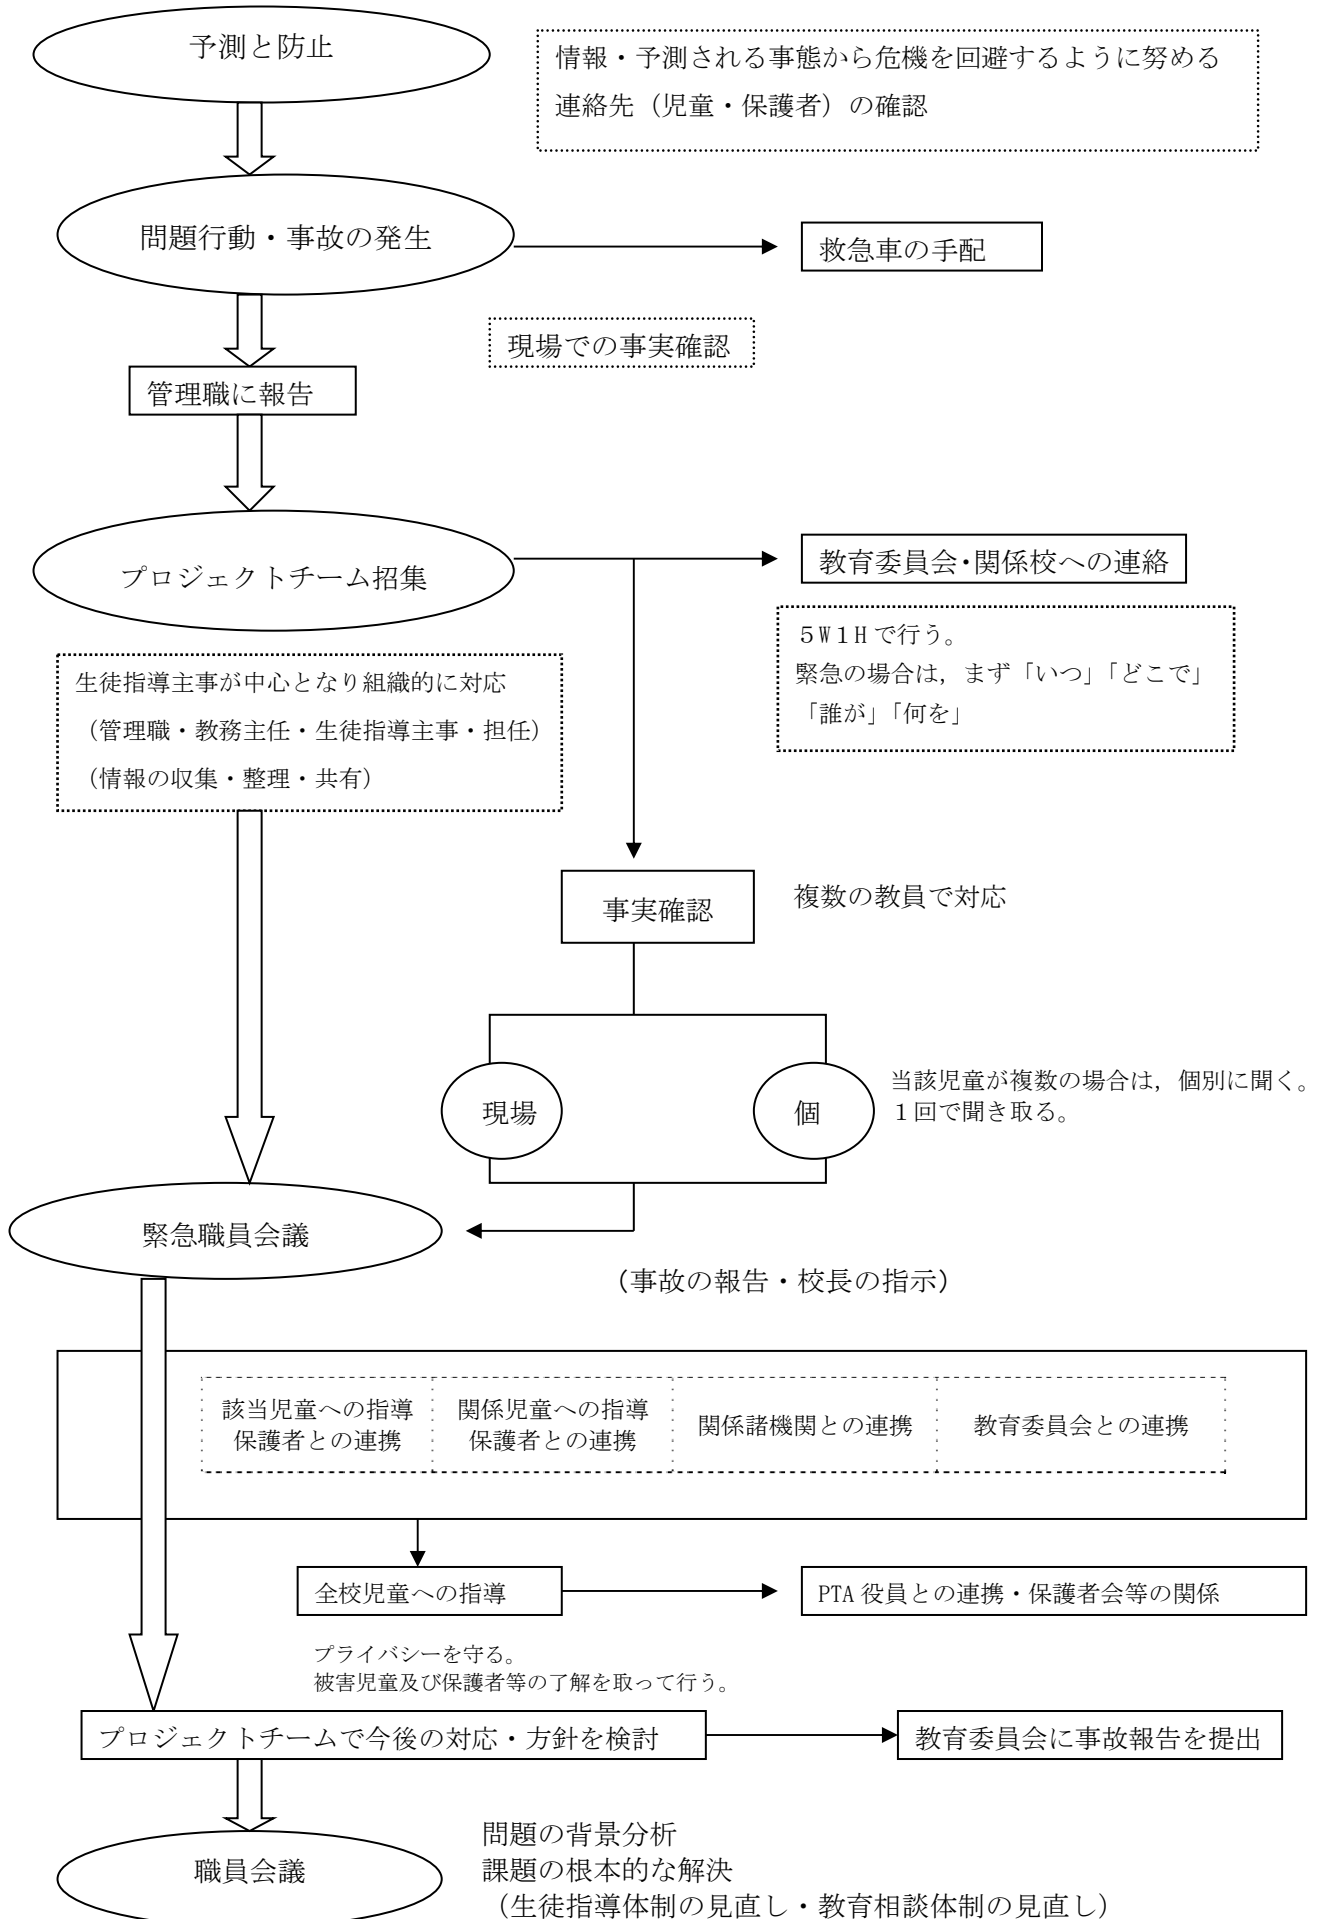 予測と防止
情報・予測される事態から危機を回避するように努める
連絡先（児童・保護者）の確認
問題行動・事故の発生
救急車の手配
現場での事実確認
管理職に報告
プロジェクトチーム招集
教育委員会・関係校への連絡
５W１Hで行う。
緊急の場合は，まず「いつ」「どこで」
「誰が」「何を」
生徒指導主事が中心となり組織的に対応
（管理職・教務主任・生徒指導主事・担任）
（情報の収集・整理・共有）
事実確認
複数の教員で対応
現場
個
当該児童が複数の場合は，個別に聞く。
１回で聞き取る。
緊急職員会議
（事故の報告・校長の指示）
該当児童への指導
保護者との連携
関係児童への指導
保護者との連携
関係諸機関との連携
教育委員会との連携
全校児童への指導
PTA 役員との連携・保護者会等の関係
プライバシーを守る。
被害児童及び保護者等の了解を取って行う。
プロジェクトチームで今後の対応・方針を検討
教育委員会に事故報告を提出
職員会議
問題の背景分析
課題の根本的な解決
（生徒指導体制の見直し・教育相談体制の見直し）